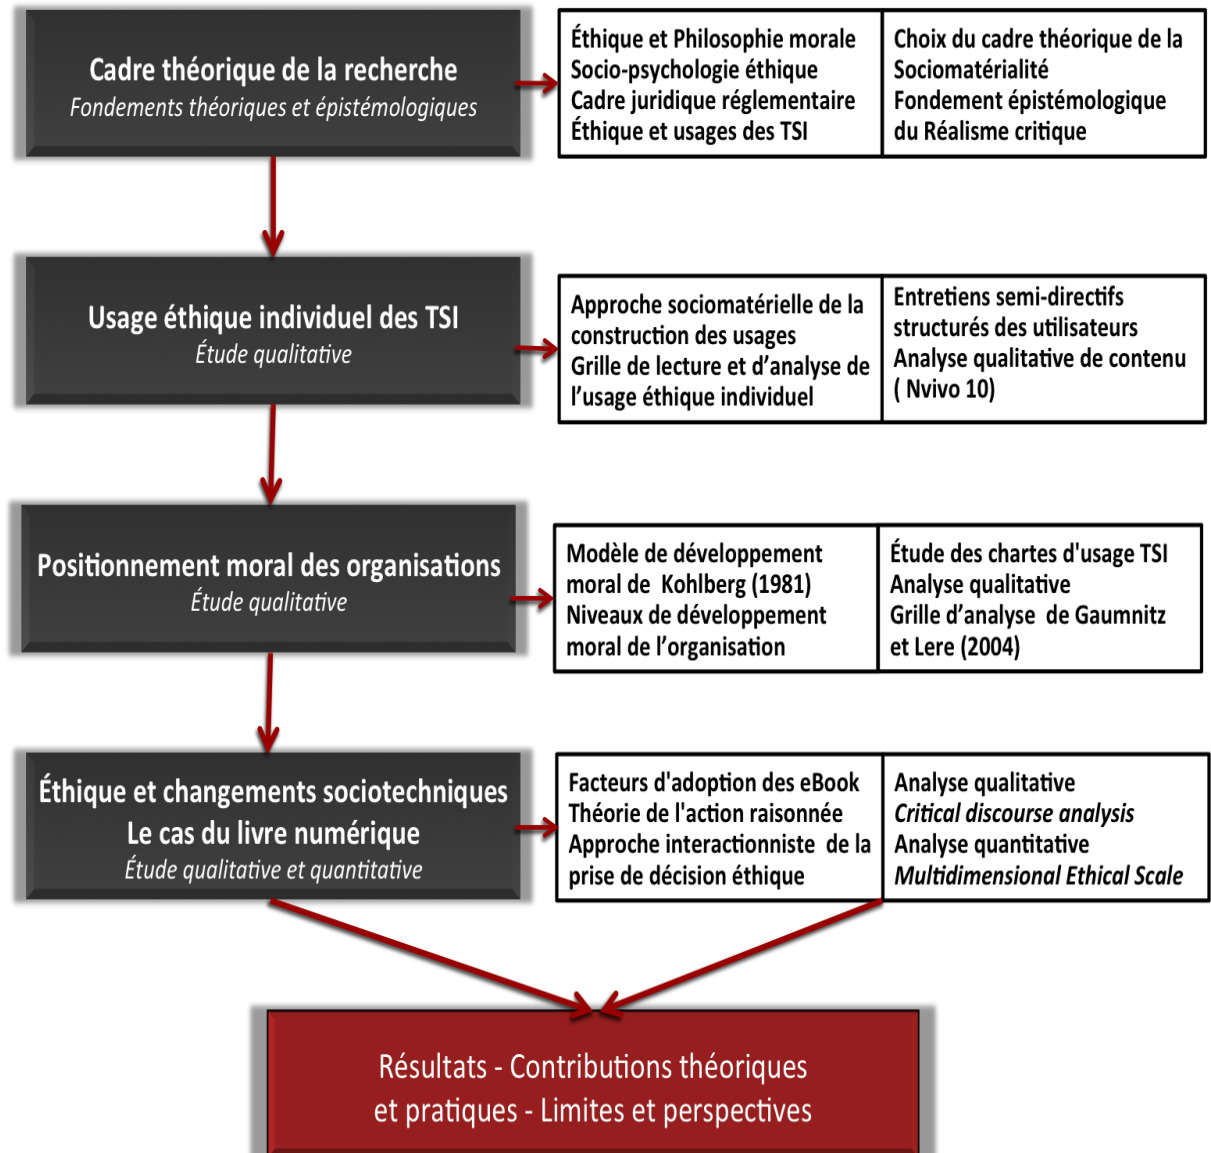 Cadre théorique de la recherche
Fondements théoriques et épistémologiques
Éthique et Philosophie morale
Socio-psychologie éthique
Cadre juridique réglementaire
Éthique et usages des TSI
Choix du cadre théorique de la
Sociomatérialité
Fondement épistémologique
du Réalisme critique
Usage éthique individuel des TSI
Étude qualitative
Approche sociomatérielle de la
construction des usages
Grille de lecture et d’analyse de
l’usage éthique individuel
Entretiens semi-directifs
structurés des utilisateurs
Analyse qualitative de contenu
( Nvivo 10)
Positionnement moral des organisations
Étude qualitative
Modèle de développement
moral de Kohlberg (1981)
Niveaux de développement
moral de l’organisation
Étude des chartes d'usage TSI
Analyse qualitative
Grille d’analyse de Gaumnitz
et Lere (2004)
Éthique et changements sociotechniques
Le cas du livre numérique
Étude qualitative et quantitative
Facteurs d'adoption des eBook
Théorie de l'action raisonnée
Approche interactionniste de la
prise de décision éthique
Analyse qualitative
Critical discourse analysis
Analyse quantitative
Multidimensional Ethical Scale
Résultats - Contributions théoriques
et pratiques - Limites et perspectives